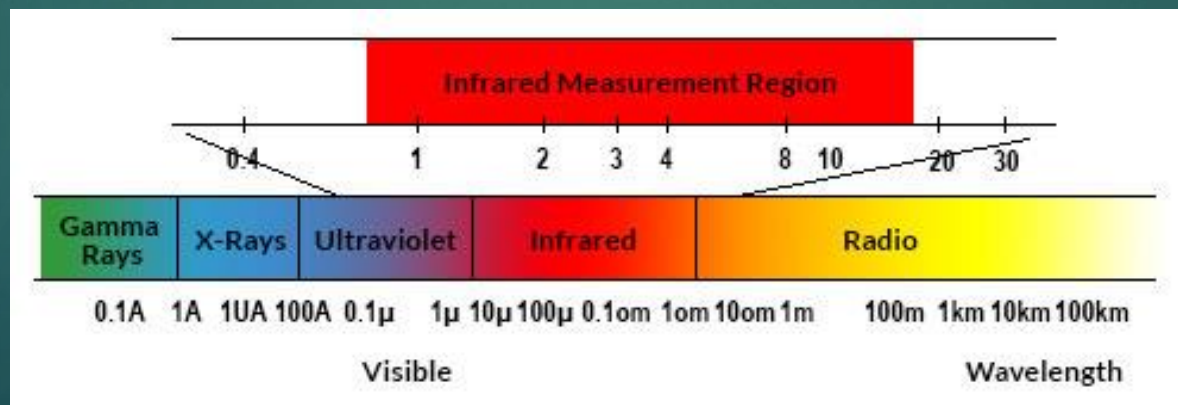 Infrared Measurement Region
0.4 1 2 3 4 8 10 20 30
Gamma Rays X-Rays Ultraviolet Infrared Radio
0.1A 1A 1UA 100A 0.1µ 1µ 10µ 100µ 0.1om 1om 10om 1m 100m 1km 10km 100km
Visible Wavelength